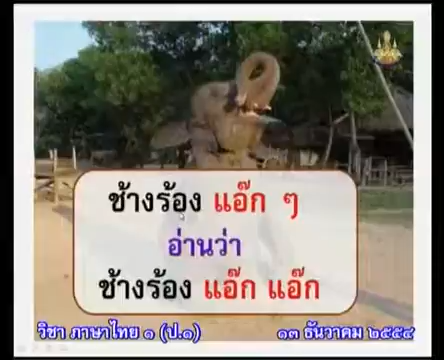 ช้างร้อง แอ๊ก ๆ
อ่านว่า
ช้างร้อง แอ๊ก แอ๊ก
วิชา ภาษาไทย ๑ (ป.๑)
๑๓ ธันวาคม ๒๕๕๔